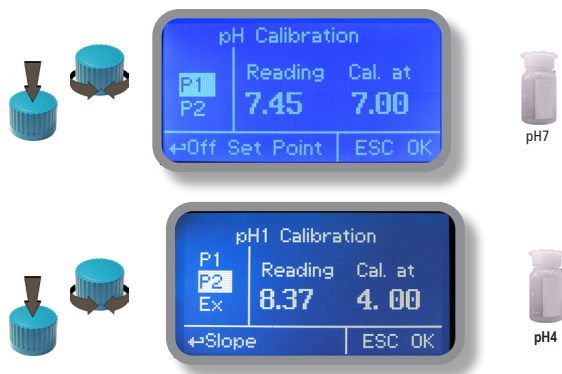 pH Calibration
Reading Cal. at
P1
7.45 7.00
P2
↵Off Set Point ESC OK
pH7
pH1 Calibration
P1
Reading Cal. at
P2
8.37 4.00
Ex
↵Slope ESC OK
pH4